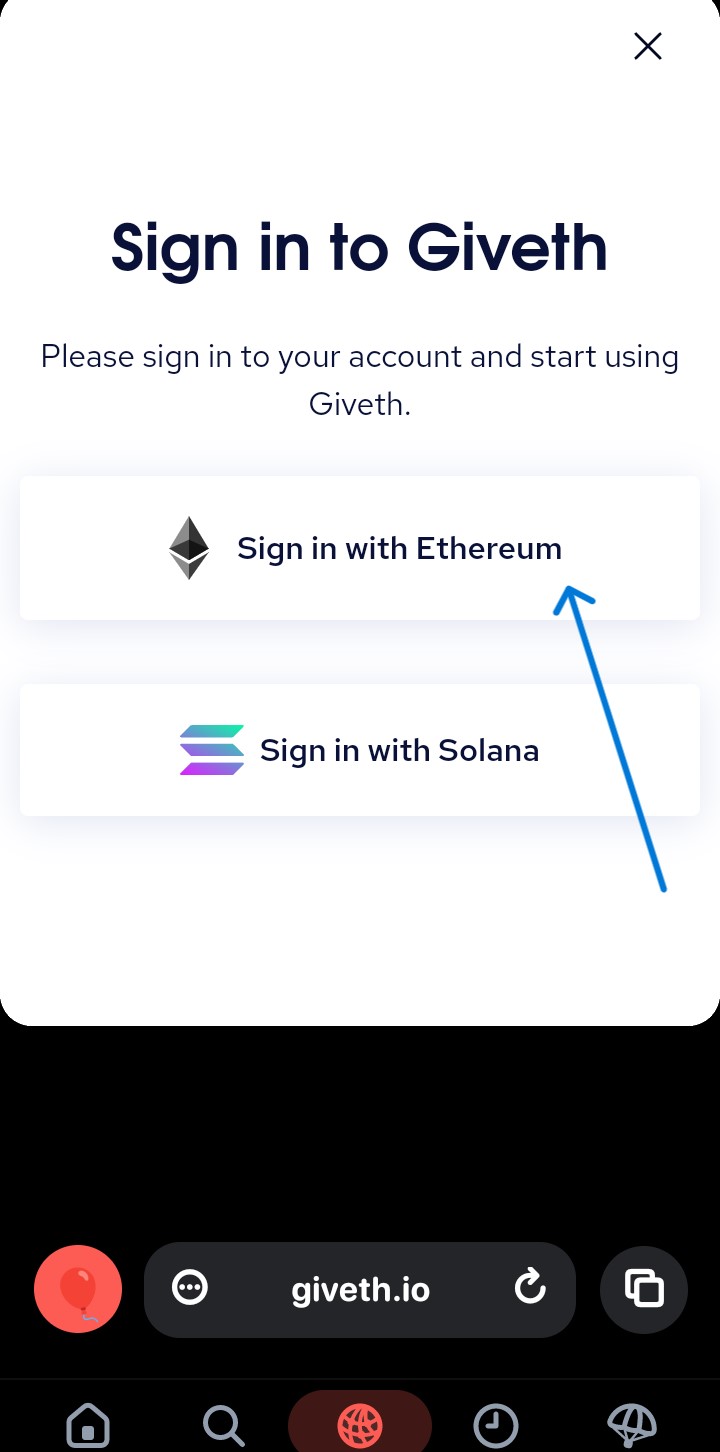 Sign in to Giveth
Please sign in to your account and start using
Giveth.
Sign in with Ethereum
Sign in with Solana
giveth.io